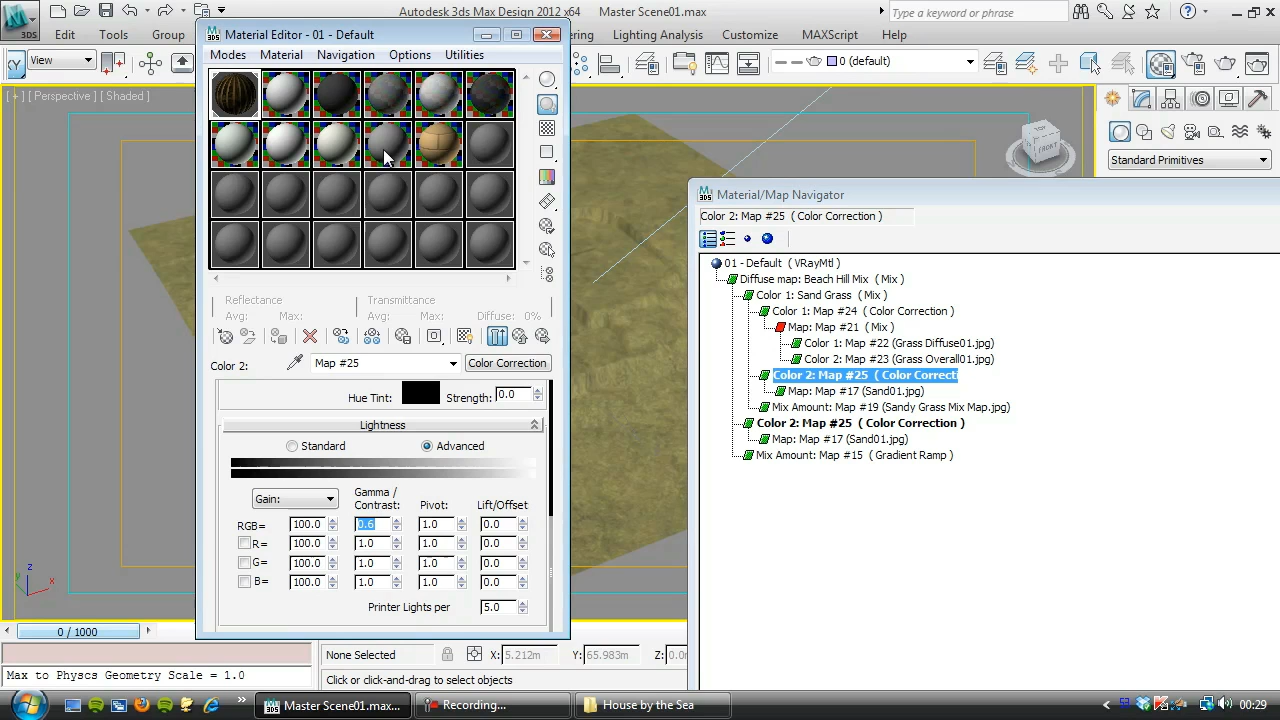 Autodesk 3ds Max Design 2012 x64 Master Scene01.max
Type a keyword or phrase
3DS
Edit Tools Group
Lighting Analysis Customize MAXScript Help
View
0 (default)
[ + ] [ Perspective ] [ Shaded ]
FRONT
Standard Primitives
Material Editor - 01 - Default
Modes Material Navigation Options Utilities
Reflectance Transmittance
Avg: Max: Avg: Max: Diffuse: 0%
Color 2: Map #25 Color Correction
Hue Tint: Strength: 0.0
Lightness
Standard Advanced
Gain: Gamma / Contrast: Pivot: Lift/Offset
RGB= 100.0 0.6 1.0 0.0
R= 100.0 1.0 1.0 0.0
G= 100.0 1.0 1.0 0.0
B= 100.0 1.0 1.0 0.0
Printer Lights per 5.0
Material/Map Navigator
Color 2: Map #25 ( Color Correction )
01 - Default ( VRayMtl )
Diffuse map: Beach Hill Mix ( Mix )
Color 1: Sand Grass ( Mix )
Color 1: Map #24 ( Color Correction )
Map: Map #21 ( Mix )
Color 1: Map #22 (Grass Diffuse01.jpg)
Color 2: Map #23 (Grass Overall01.jpg)
Color 2: Map #25 ( Color Correcti
Map: Map #17 (Sand01.jpg)
Mix Amount: Map #19 (Sandy Grass Mix Map.jpg)
Color 2: Map #25 ( Color Correction )
Map: Map #17 (Sand01.jpg)
Mix Amount: Map #15 ( Gradient Ramp )
z
x
y
0 / 1000
None Selected X: 5.212m Y: 65.983m Z: 0.0m
Max to Physcs Geometry Scale = 1.0
Click or click-and-drag to select objects
Master Scene01.max... Recording... House by the Sea
00:29